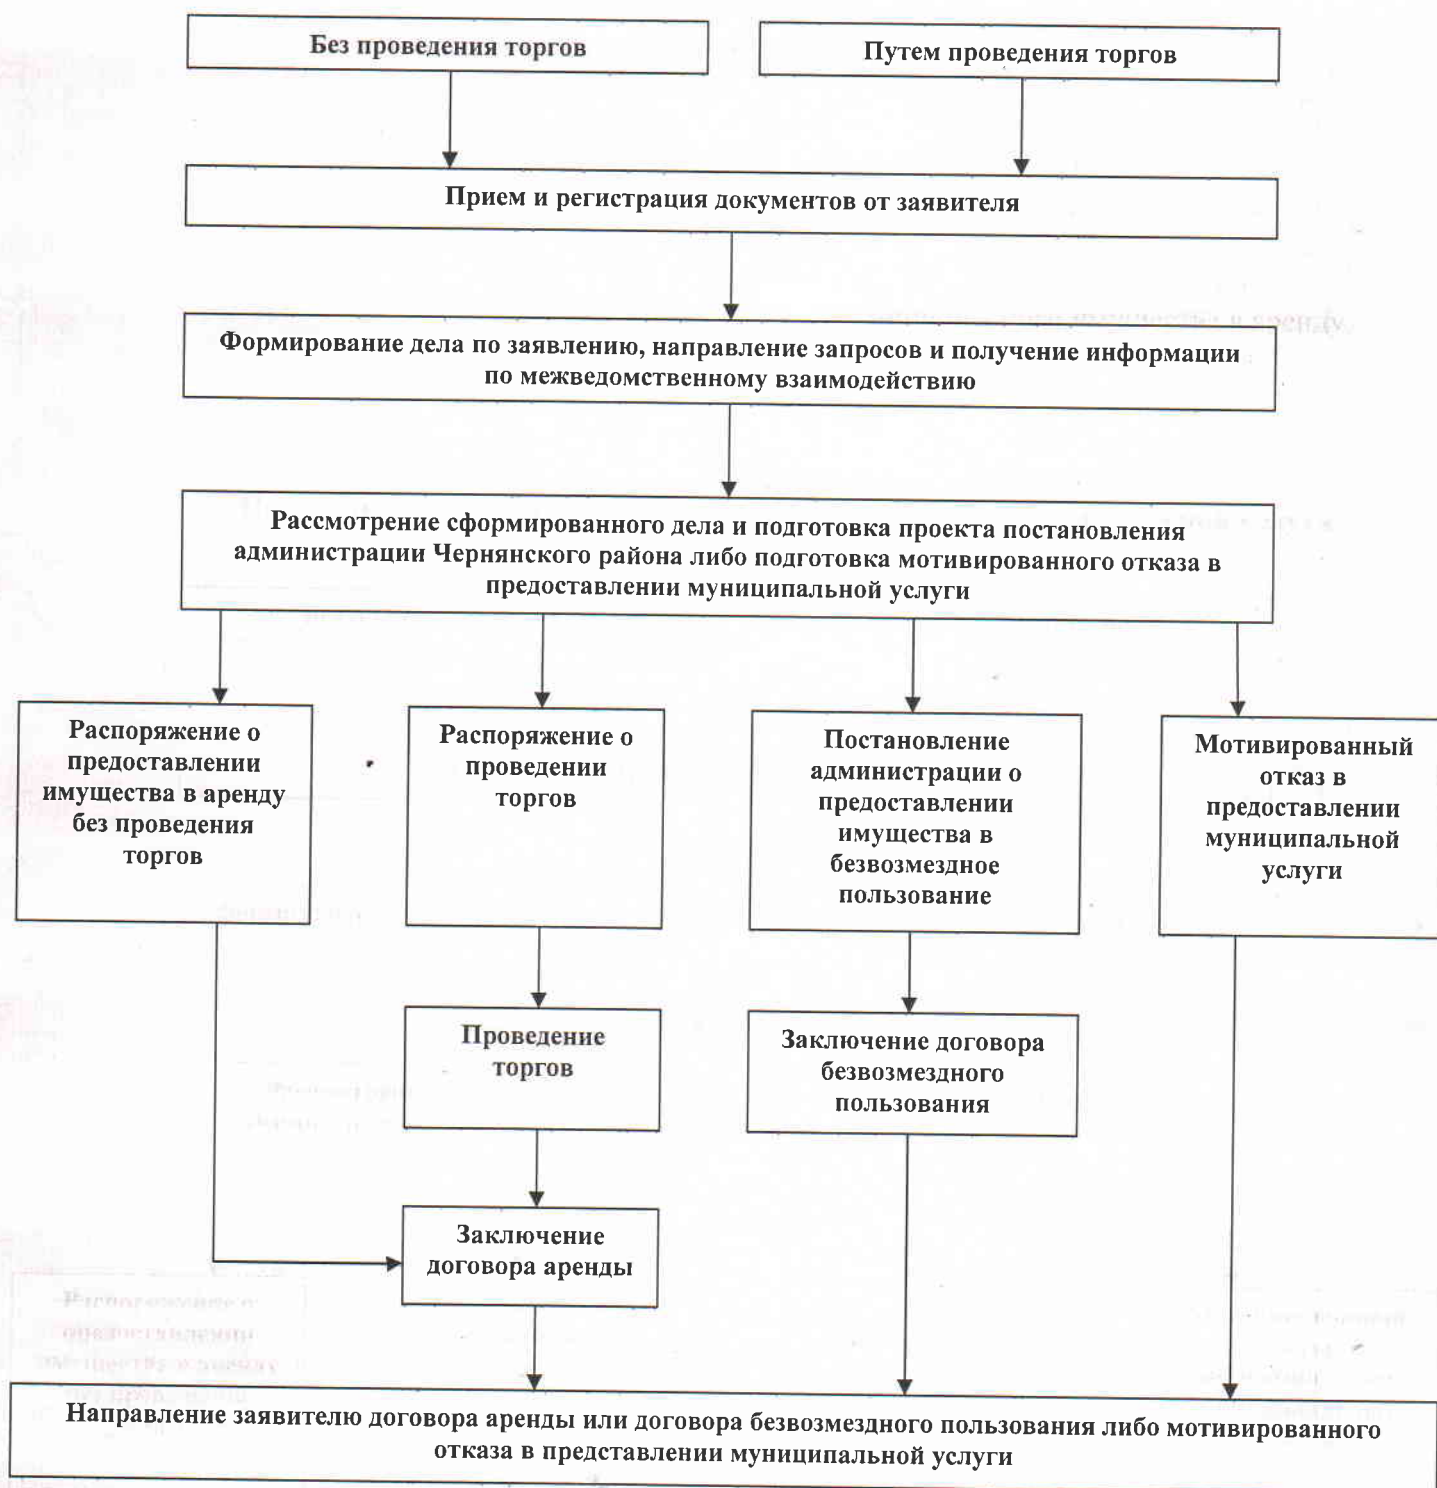 Без проведения торгов
Путем проведения торгов
Прием и регистрация документов от заявителя
Формирование дела по заявлению, направление запросов и получение информации
по межведомственному взаимодействию
Рассмотрение сформированного дела и подготовка проекта постановления
администрации Чернянского района либо подготовка мотивированного отказа в
предоставлении муниципальной услуги
Распоряжение о
предоставлении
имущества в аренду
без проведения
торгов
Распоряжение о
проведении
торгов
Постановление
администрации о
предоставлении
имущества в
безвозмездное
пользование
Мотивированный
отказ в
предоставлении
муниципальной
услуги
Проведение
торгов
Заключение договора
безвозмездного
пользования
Заключение
договора аренды
Направление заявителю договора аренды или договора безвозмездного пользования либо мотивированного
отказа в представлении муниципальной услуги